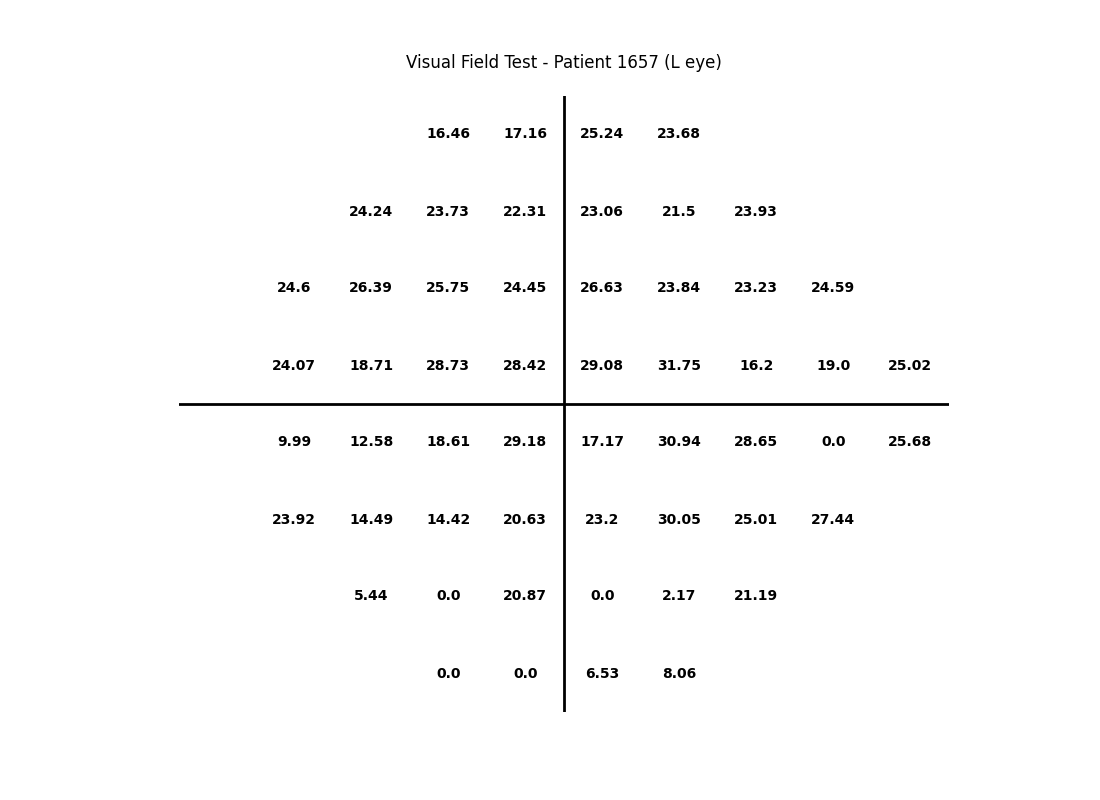 Visual Field Test - Patient 1657 (L eye)
16.46 17.16 25.24 23.68
24.24 23.73 22.31 23.06 21.5 23.93
24.6 26.39 25.75 24.45 26.63 23.84 23.23 24.59
24.07 18.71 28.73 28.42 29.08 31.75 16.2 19.0 25.02
9.99 12.58 18.61 29.18 17.17 30.94 28.65 0.0 25.68
23.92 14.49 14.42 20.63 23.2 30.05 25.01 27.44
5.44 0.0 20.87 0.0 2.17 21.19
0.0 0.0 6.53 8.06